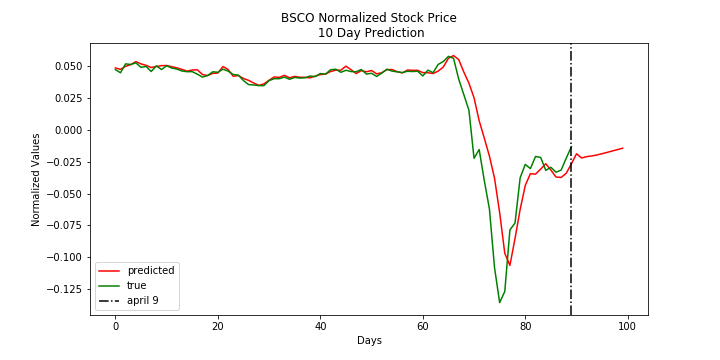 BSCO Normalized Stock Price
10 Day Prediction
Normalized Values
0.050
0.025
0.000
−0.025
−0.050
−0.075
−0.100
−0.125
predicted
true
april 9
0
20
40
60
80
100
Days